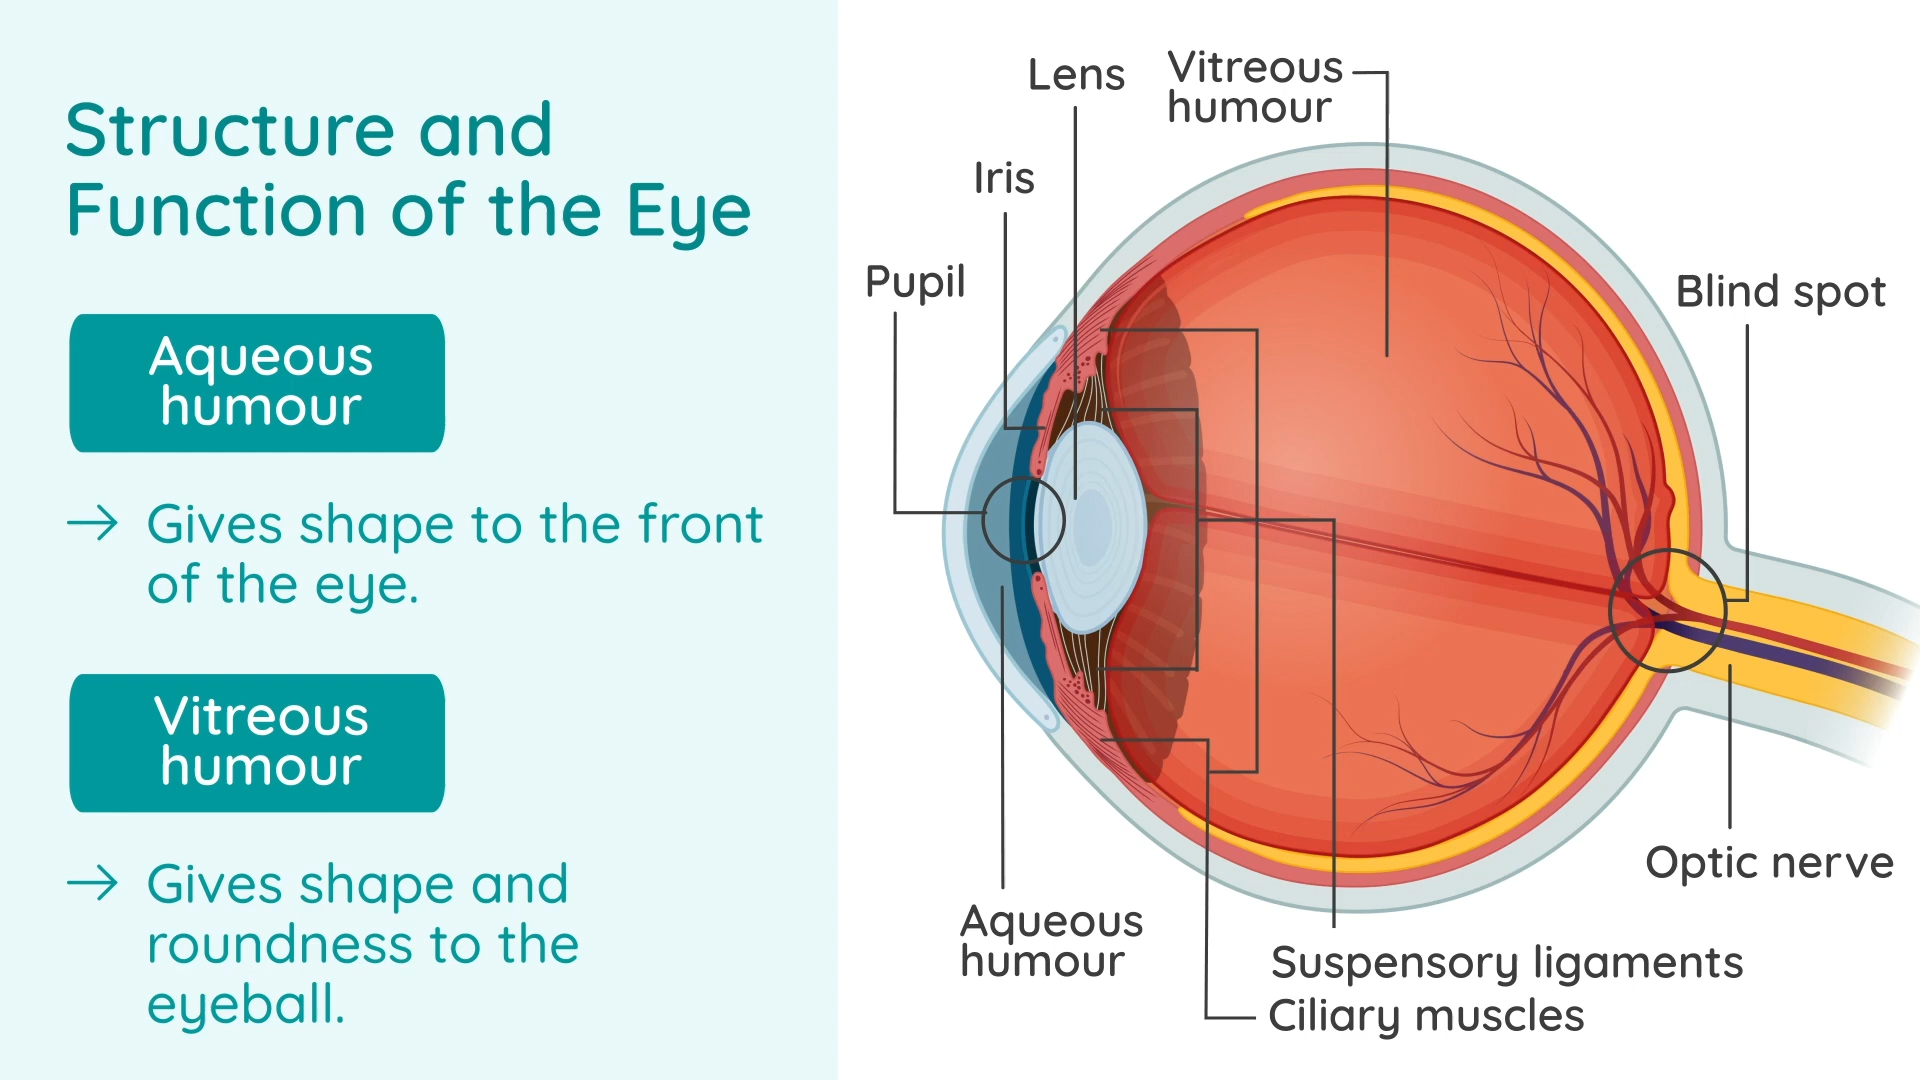 Structure and
Function of the Eye
Aqueous
humour
→ Gives shape to the front
of the eye.
Vitreous
humour
→ Gives shape and
roundness to the
eyeball.
Lens
Vitreous
humour
Iris
Pupil
Blind spot
Optic nerve
Aqueous
humour
Suspensory ligaments
Ciliary muscles